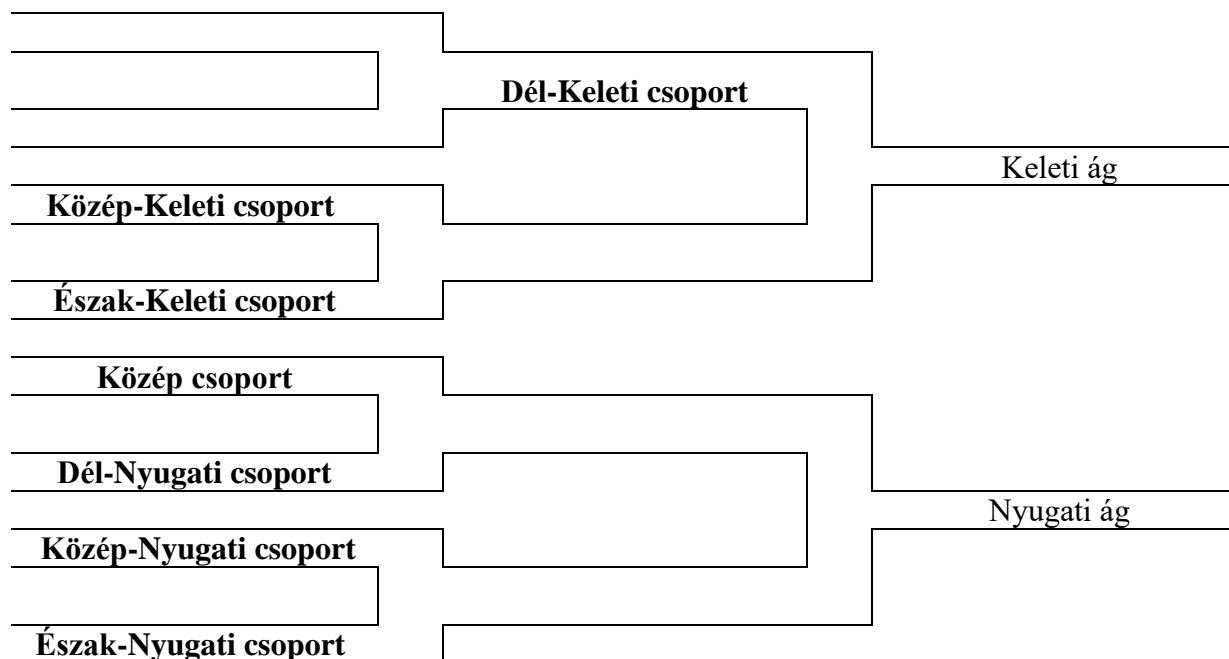 Dél-Keleti csoport
Keleti ág
Közép-Keleti csoport
Észak-Keleti csoport
Közép csoport
Dél-Nyugati csoport
Nyugati ág
Közép-Nyugati csoport
Észak-Nyugati csoport